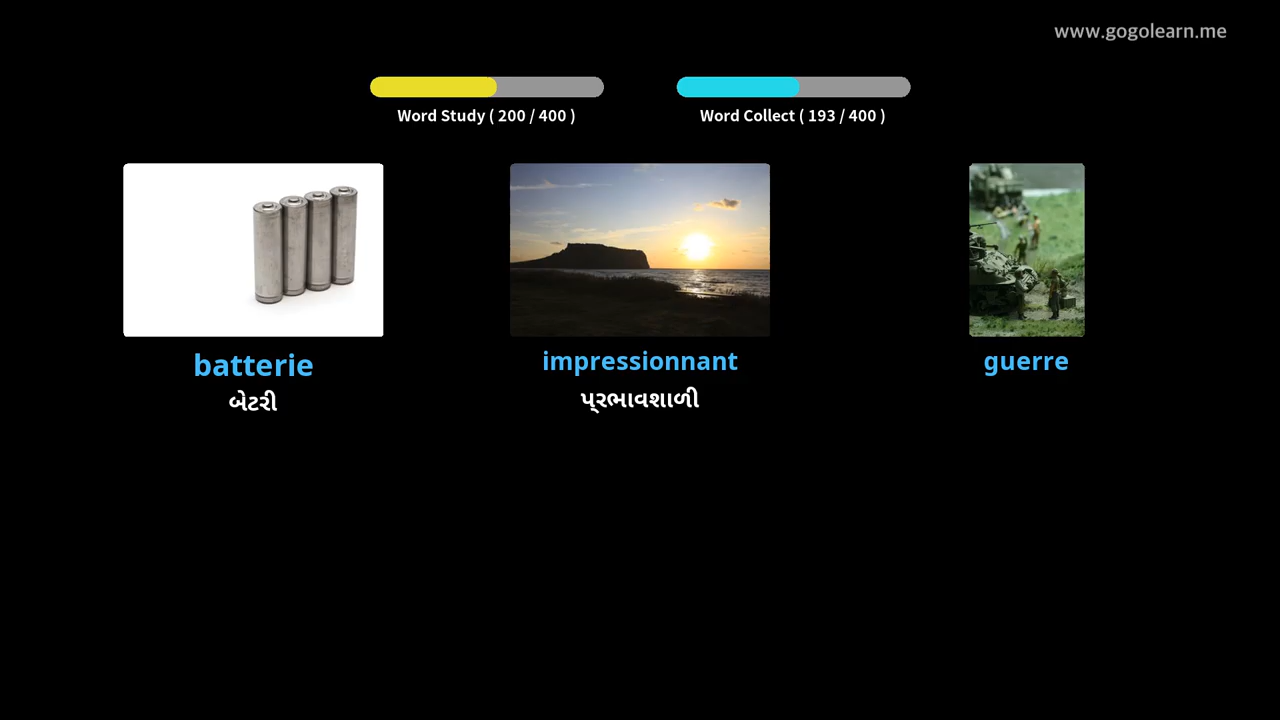 www.gogolearn.me
Word Study ( 200 / 400 )
Word Collect ( 193 / 400 )
batterie
બેટરી
impressionnant
પ્રભાવશાળી
guerre